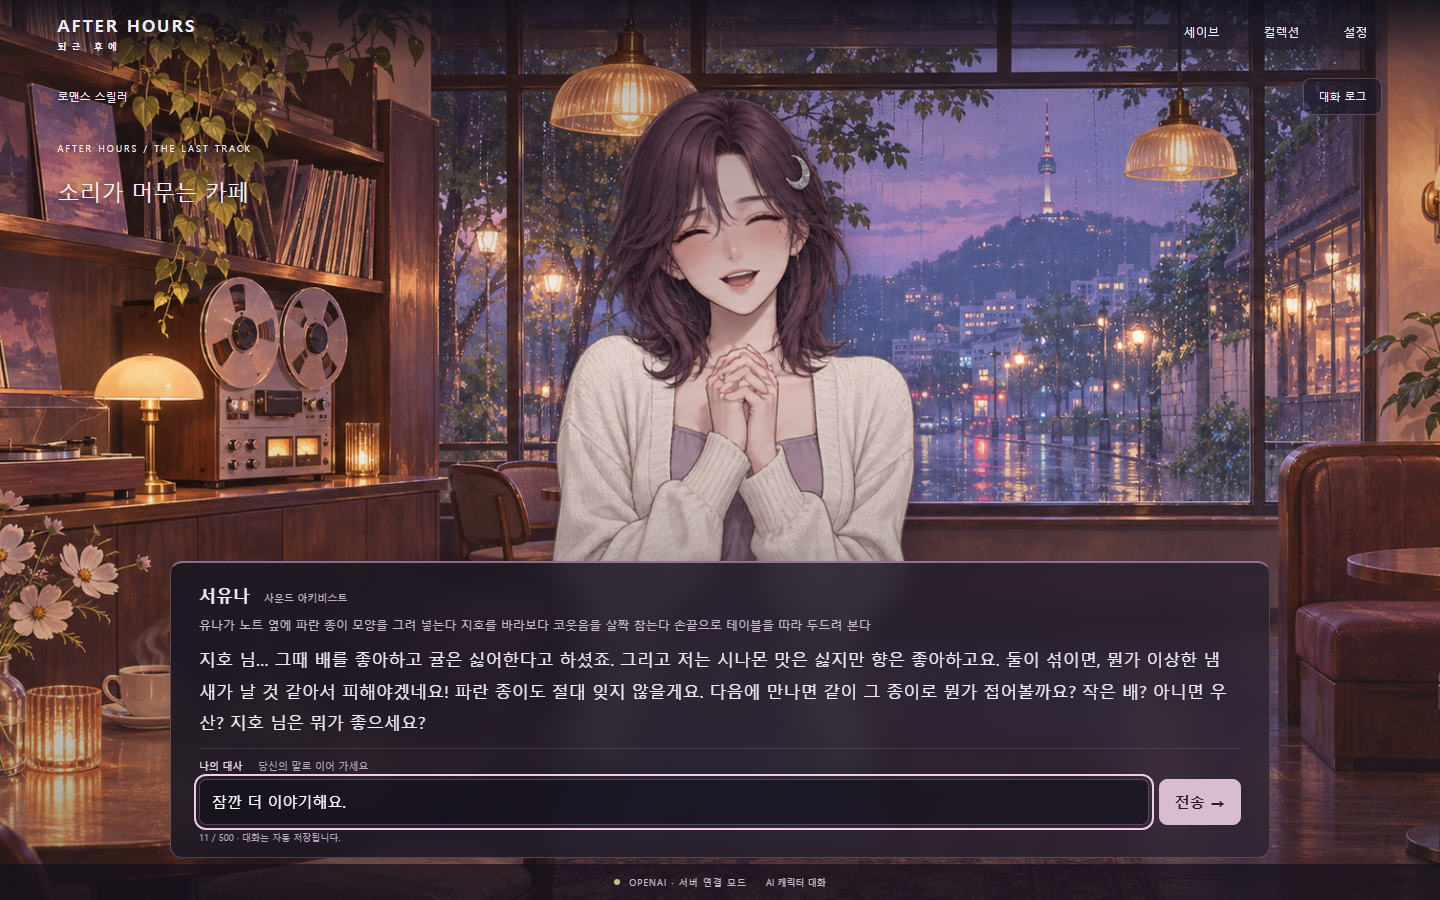 AFTER HOURS
퇴근 후에
세이브
컬렉션
설정
로맨스 스릴러
대화 로그
AFTER HOURS / THE LAST TRACK
소리가 머무는 카페
서유나 사운드 아키비스트
유나가 노트 옆에 파란 종이 모양을 그려 넣는다 지호를 바라보다 코웃음을 살짝 참는다 손끝으로 테이블을 따라 두드려 본다
지호 님... 그때 배를 좋아하고 귤은 싫어한다고 하셨죠. 그리고 저는 시나몬 맛은 싫지만 향은 좋아하고요. 둘이 섞이면, 뭔가 이상한 냄
새가 날 것 같아서 피해야겠네요! 파란 종이도 절대 잊지 않을게요. 다음에 만나면 같이 그 종이로 뭔가 접어볼까요? 작은 배? 아니면 우
산? 지호 님은 뭐가 좋으세요?
나의 대사 당신의 말로 이어 가세요
잠깐 더 이야기해요.
전송 →
11 / 500 · 대화는 자동 저장됩니다.
OPENAI · 서버 연결 모드 AI 캐릭터 대화